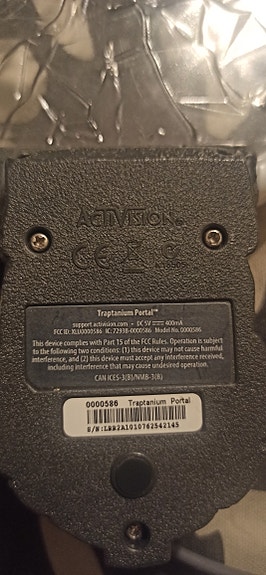 ACTIVISION
CE
Traptanium Portal™
support.activision.com - DC 5V ⎓ 400mA
FCC ID: XLU0000586 IC: 7293B-0000586 Model No. 0000586
This device complies with Part 15 of the FCC Rules. Operation is subject
to the following two conditions: (1) this device may not cause harmful
interference, and (2) this device must accept any interference received,
including interference that may cause undesired operation.
CAN ICES-3(B)/NMB-3(B)
0000586 Traptanium Portal
S/N:LBB2A1010762542145